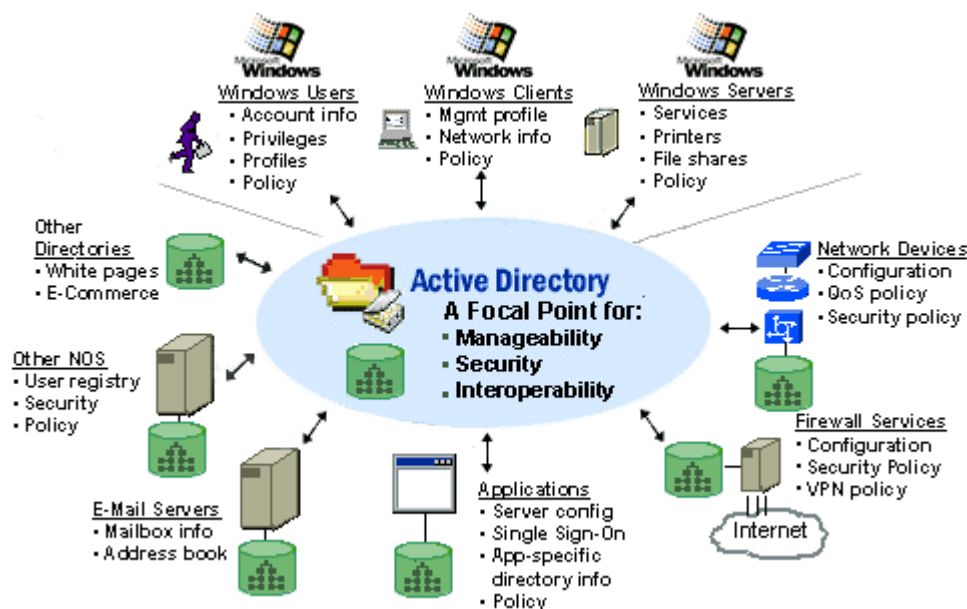 Microsoft
Windows
Microsoft
Windows
Microsoft
Windows
Windows Users
• Account info
• Privileges
• Profiles
• Policy
Windows Clients
• Mgmt profile
• Network info
• Policy
Windows Servers
• Services
• Printers
• File shares
• Policy
Other
Directories
• White pages
• E-Commerce
Active Directory
A Focal Point for:
• Manageability
• Security
• Interoperability
Network Devices
• Configuration
• QoS policy
• Security policy
Other NOS
• User registry
• Security
• Policy
Firewall Services
• Configuration
• Security Policy
• VPN policy
Internet
E-Mail Servers
• Mailbox info
• Address book
Applications
• Server config
• Single Sign-On
• App-specific
directory info
• Policy